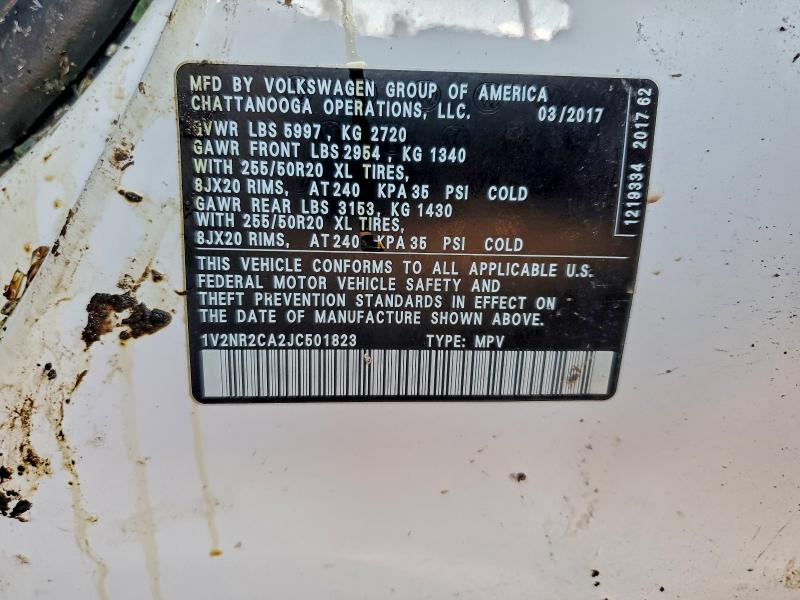 MFD BY VOLKSWAGEN GROUP OF AMERICA
CHATTANOOGA OPERATIONS, LLC. 03/2017
GVWR LBS 5997, KG 2720
GAWR FRONT LBS 2954, KG 1340
WITH 255/50R20 XL TIRES,
8JX20 RIMS, AT 240 KPA 35 PSI COLD
GAWR REAR LBS 3153, KG 1430
WITH 255/50R20 XL TIRES,
8JX20 RIMS, AT 240 KPA 35 PSI COLD
THIS VEHICLE CONFORMS TO ALL APPLICABLE U.S.
FEDERAL MOTOR VEHICLE SAFETY AND
THEFT PREVENTION STANDARDS IN EFFECT ON
THE DATE OF MANUFACTURE SHOWN ABOVE.
1V2NR2CA2JC501823 TYPE: MPV
1219334 2017 62